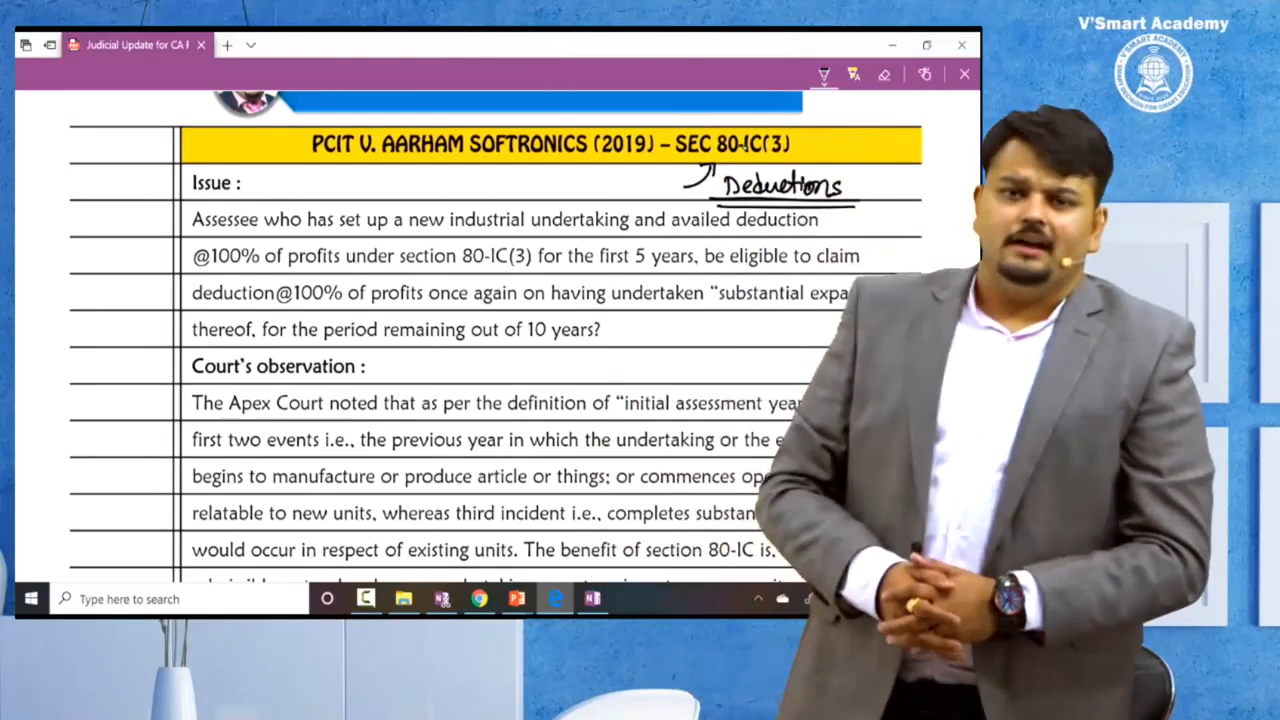 V'Smart Academy
Judicial Update for CA F
PCIT V. AARHAM SOFTRONICS (2019) – SEC 80-IC(3)
Issue :
Deductions
Assessee who has set up a new industrial undertaking and availed deduction
@100% of profits under section 80-IC(3) for the first 5 years, be eligible to claim
deduction@100% of profits once again on having undertaken “substantial expa
thereof, for the period remaining out of 10 years?
Court's observation :
The Apex Court noted that as per the definition of “initial assessment year
first two events i.e., the previous year in which the undertaking or the e
begins to manufacture or produce article or things; or commences ope
relatable to new units, whereas third incident i.e., completes substan
would occur in respect of existing units. The benefit of section 80-IC is,
Type here to search